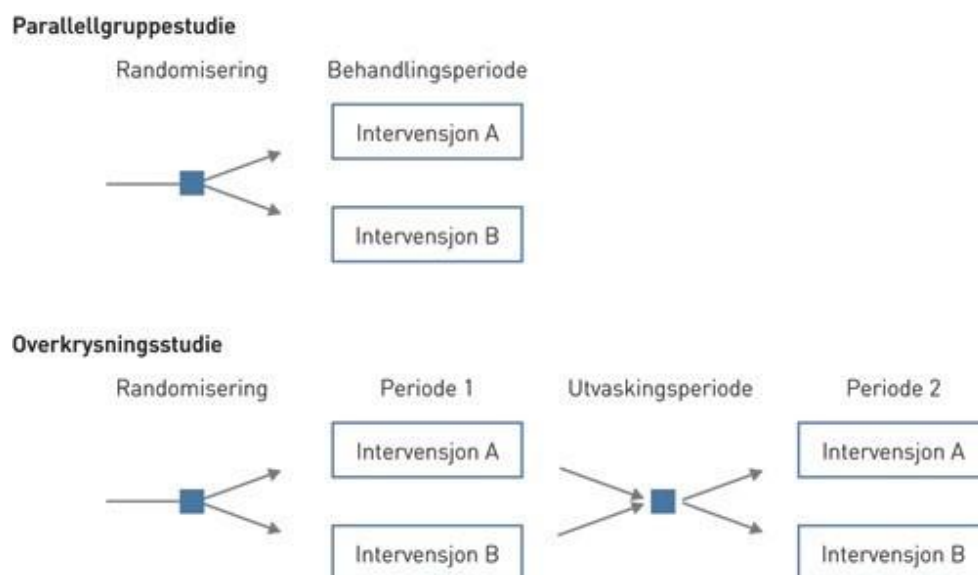 Parallellgruppestudie
Randomisering Behandlingsperiode
Intervensjon A
Intervensjon B
Overkrysningsstudie
Randomisering Periode 1 Utvaskingsperiode Periode 2
Intervensjon A Intervensjon A
Intervensjon B Intervensjon B